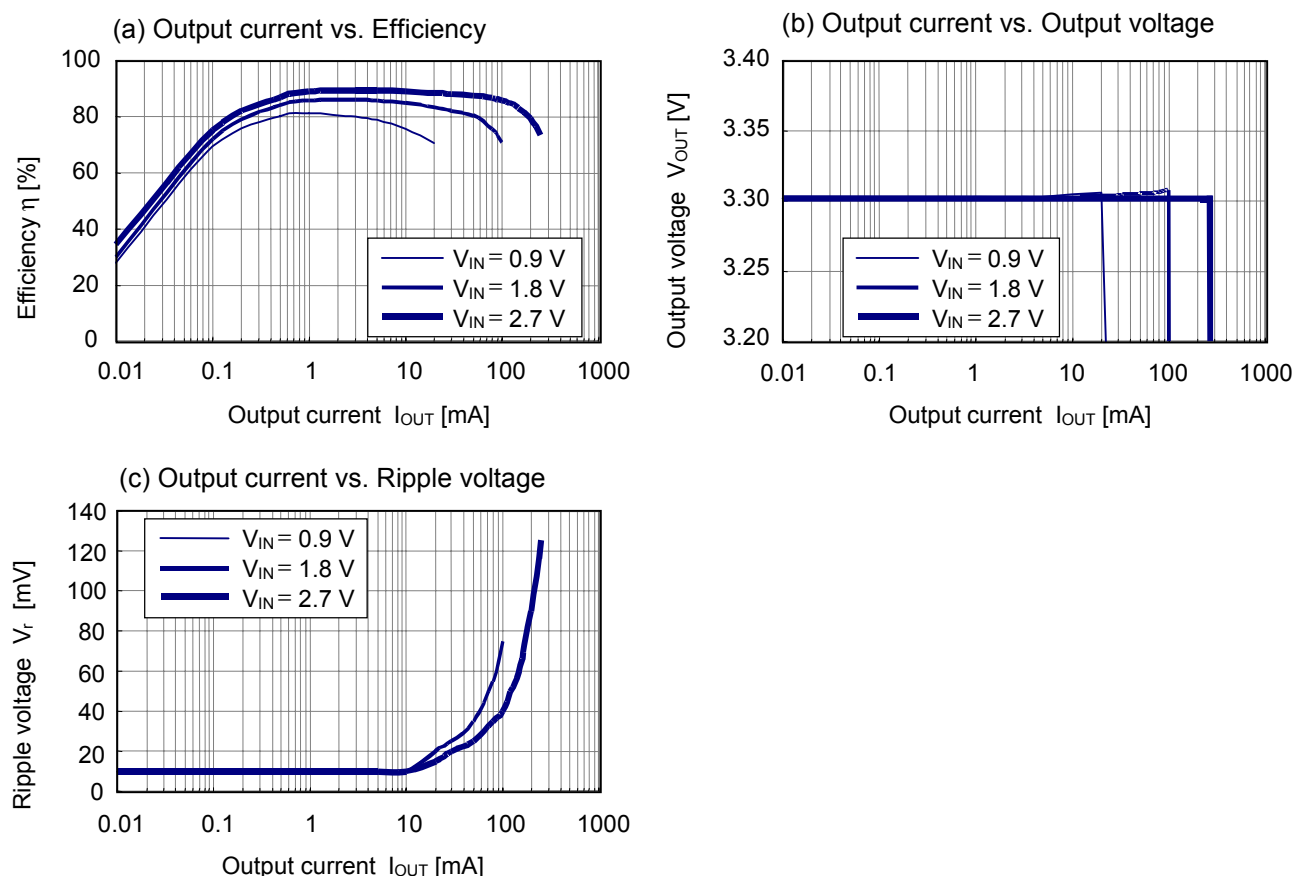 (a) Output current vs. Efficiency
100
80
60
40
20
0
Efficiency η [%]
VIN = 0.9 V
VIN = 1.8 V
VIN = 2.7 V
0.01 0.1 1 10 100 1000
Output current IOUT [mA]
(b) Output current vs. Output voltage
3.40
3.35
3.30
3.25
3.20
Output voltage VOUT [V]
VIN = 0.9 V
VIN = 1.8 V
VIN = 2.7 V
0.01 0.1 1 10 100 1000
Output current IOUT [mA]
(c) Output current vs. Ripple voltage
140
120
100
80
60
40
20
0
Ripple voltage Vr [mV]
VIN = 0.9 V
VIN = 1.8 V
VIN = 2.7 V
0.01 0.1 1 10 100 1000
Output current IOUT [mA]